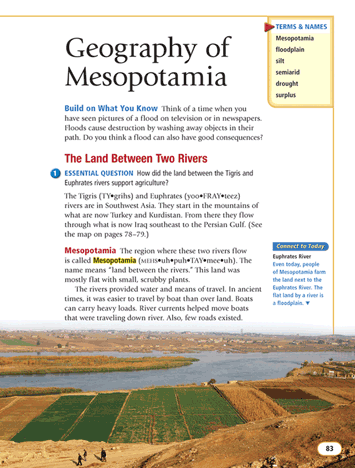 Geography of
Mesopotamia
TERMS & NAMES
Mesopotamia
floodplain
silt
semiarid
drought
surplus
Build on What You Know Think of a time when you
have seen pictures of a flood on television or in newspapers.
Floods cause destruction by washing away objects in their
path. Do you think a flood can also have good consequences?
The Land Between Two Rivers
1 ESSENTIAL QUESTION How did the land between the Tigris and
Euphrates rivers support agriculture?
The Tigris (TY•grihs) and Euphrates (yoo•FRAY•teez)
rivers are in Southwest Asia. They start in the mountains of
what are now Turkey and Kurdistan. From there they flow
through what is now Iraq southeast to the Persian Gulf. (See
the map on pages 78–79.)
Mesopotamia The region where these two rivers flow
is called Mesopotamia (MEHS•uh•puh•TAY•mee•uh). The
name means "land between the rivers." This land was
mostly flat with small, scrubby plants.
The rivers provided water and means of travel. In ancient
times, it was easier to travel by boat than over land. Boats
can carry heavy loads. River currents helped move boats
that were traveling down river. Also, few roads existed.
Connect to Today
Euphrates River
Even today, people
of Mesopotamia farm
the land next to the
Euphrates River. The
flat land by a river is
a floodplain. ▼
83